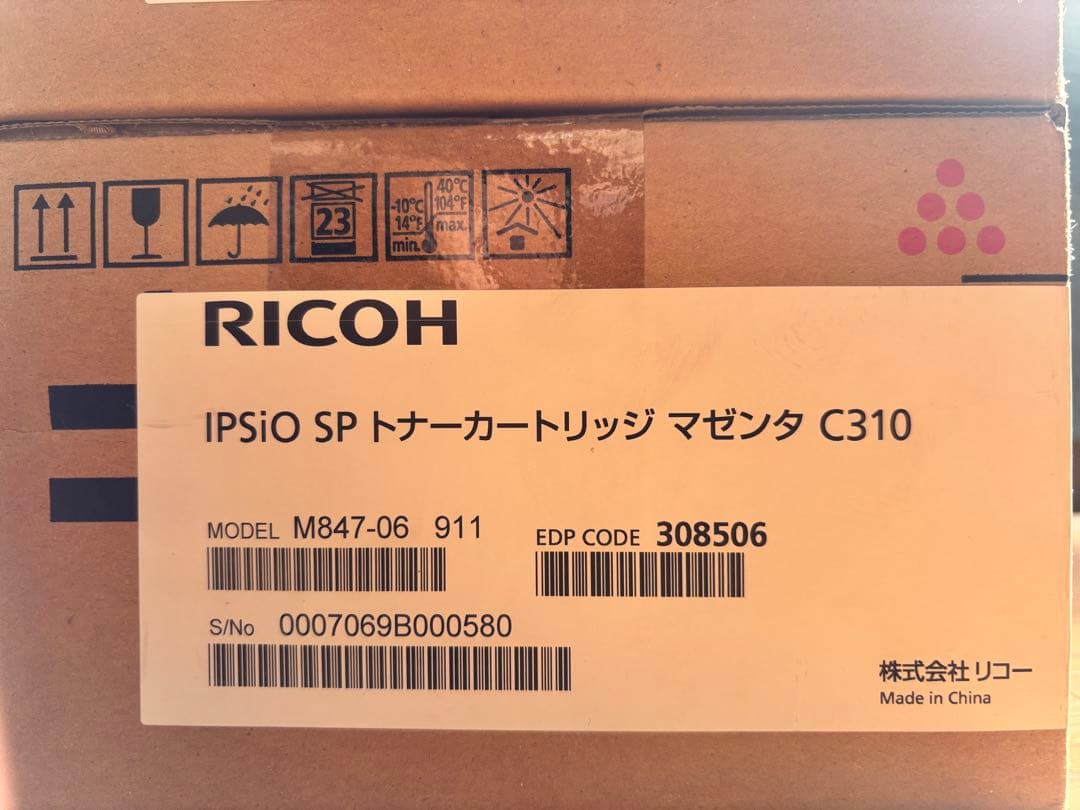 23
-10°C
14°F
min.
40°C
104°F
max.
RICOH
IPSiO SP トナーカートリッジ マゼンタ C310
MODEL M847-06 911
EDP CODE 308506
S/No 0007069B000580
株式会社 リコー
Made in China